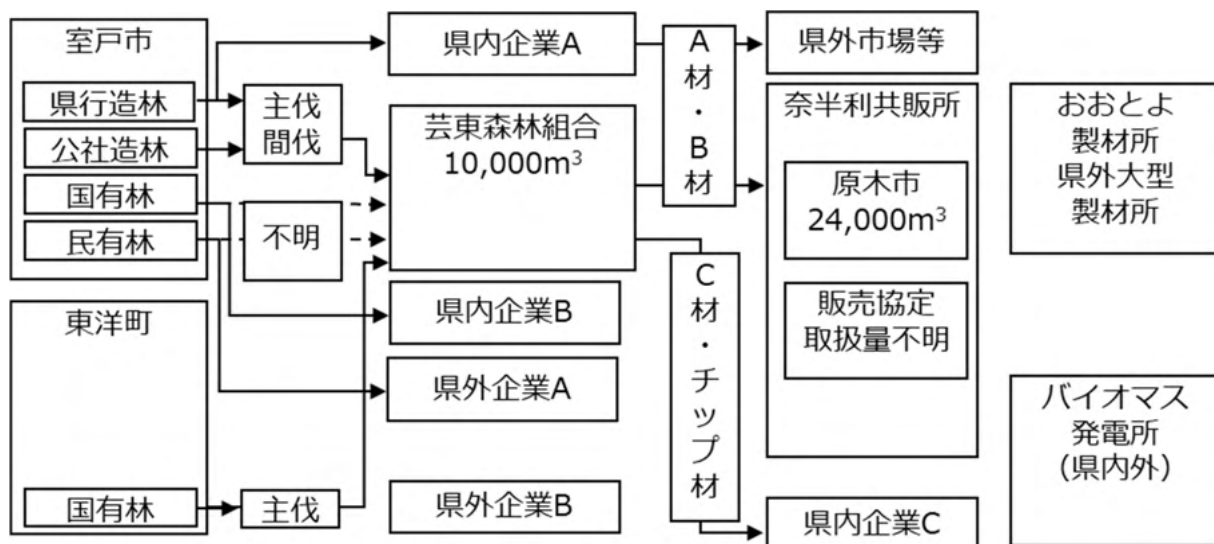 室戸市
県行造林
公社造林
国有林
民有林
主伐
間伐
不明
東洋町
国有林
主伐
県内企業A
芸東森林組合
10,000m³
県内企業B
県外企業A
県外企業B
A材・B材
C材・チップ材
県外市場等
奈半利共販所
原木市
24,000m³
販売協定
取扱量不明
県内企業C
おおとよ
製材所
県外大型
製材所
バイオマス
発電所
(県内外)